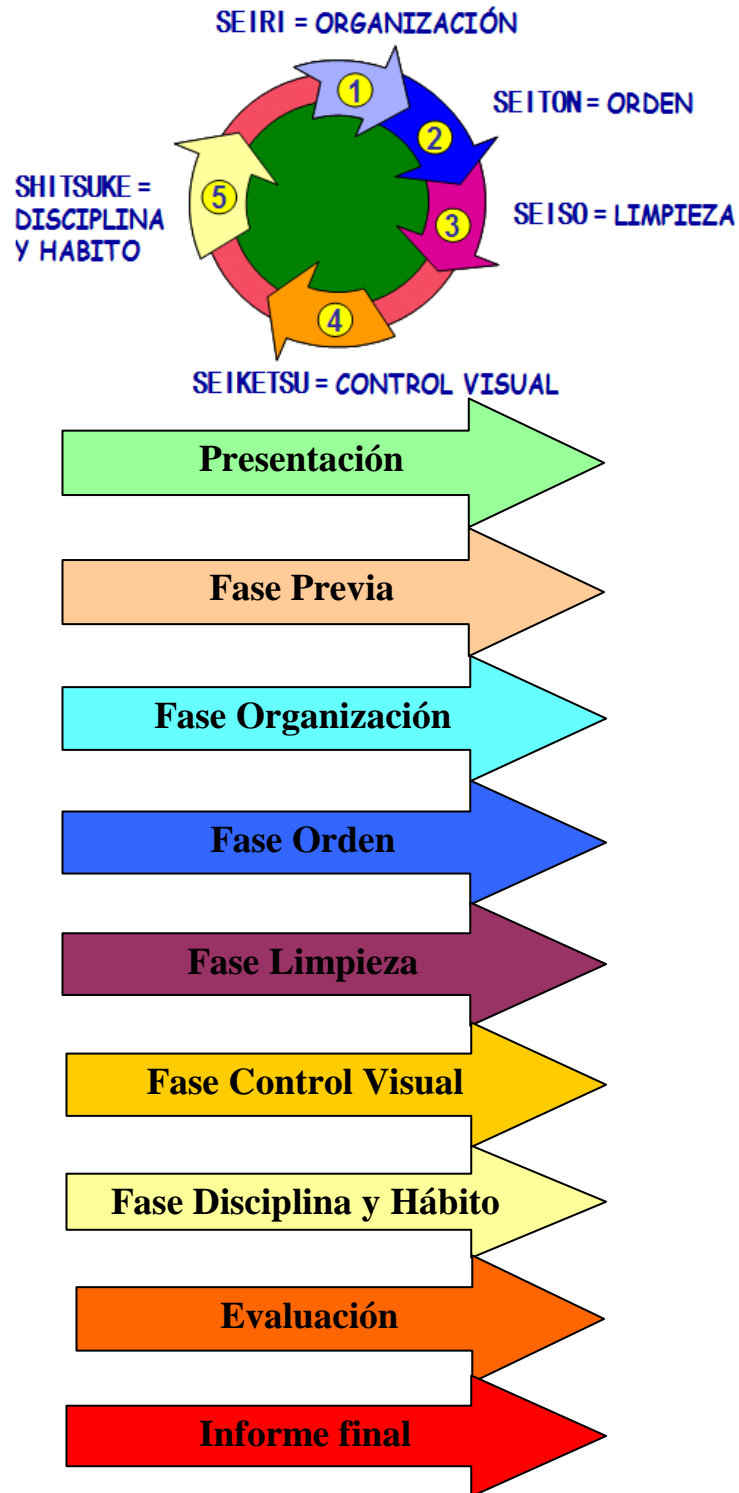 SEIRI = ORGANIZACIÓN
1
SEITON = ORDEN
2
SHITSUKE =
DISCIPLINA
Y HABITO
5
3
SEISO = LIMPIEZA
4
SEIKETSU = CONTROL VISUAL
Presentación
Fase Previa
Fase Organización
Fase Orden
Fase Limpieza
Fase Control Visual
Fase Disciplina y Hábito
Evaluación
Informe final